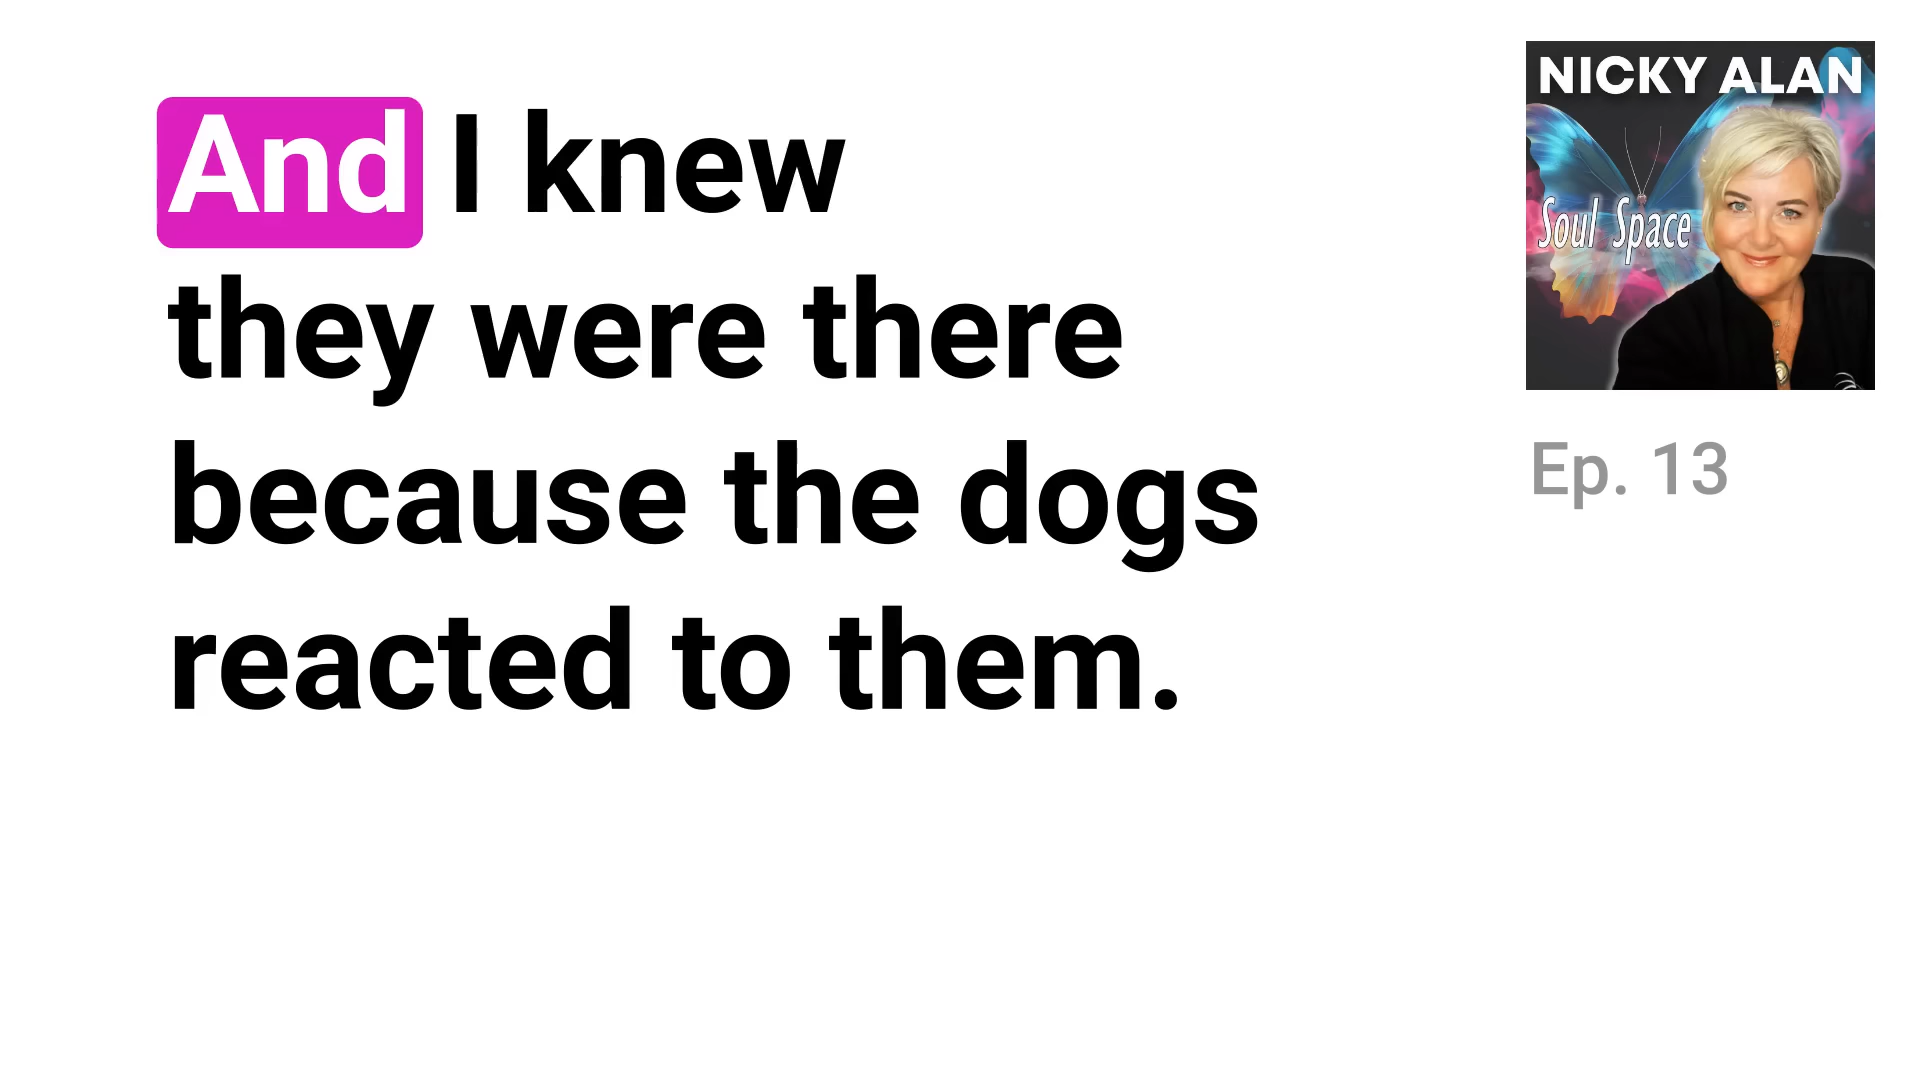 And I knew
they were there
because the dogs
reacted to them.
NICKY ALAN
Soul Space
Ep. 13